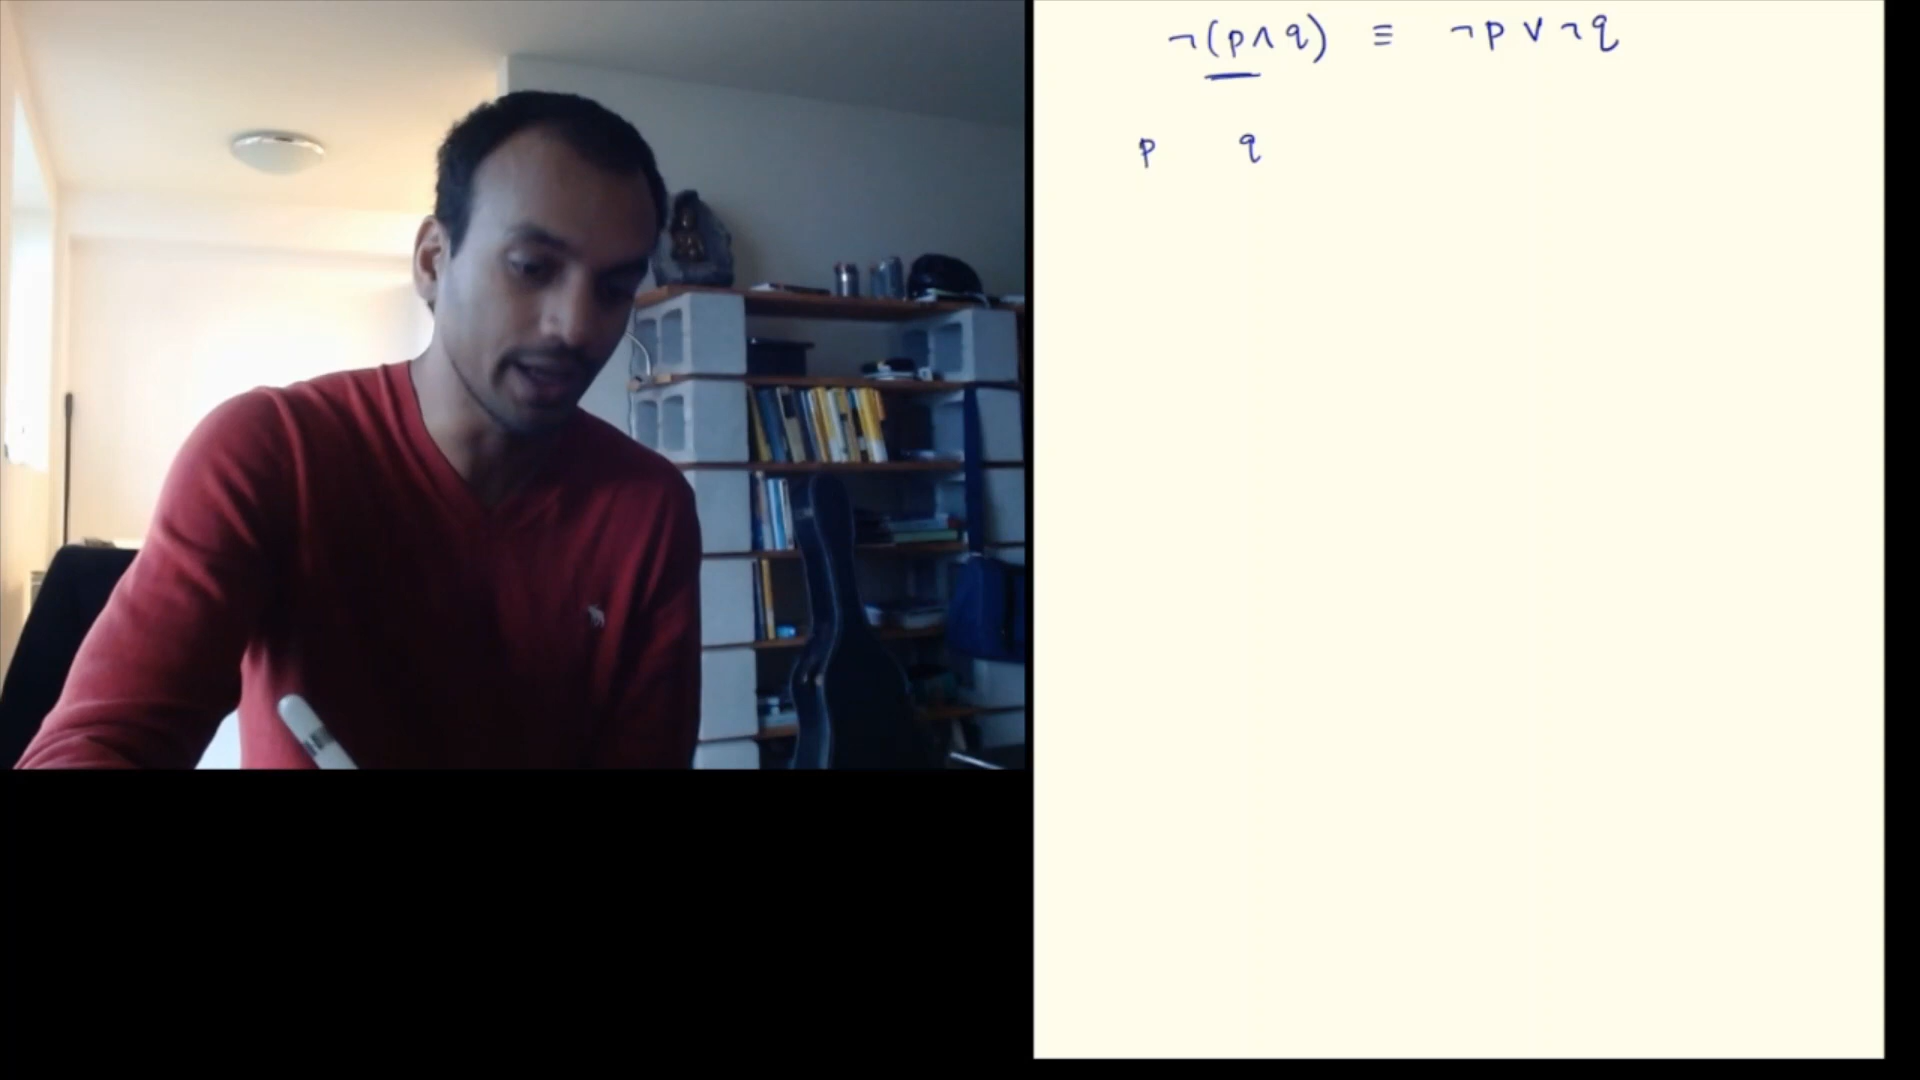 ¬(p∧q) ≡ ¬p ∨ ¬q
p q